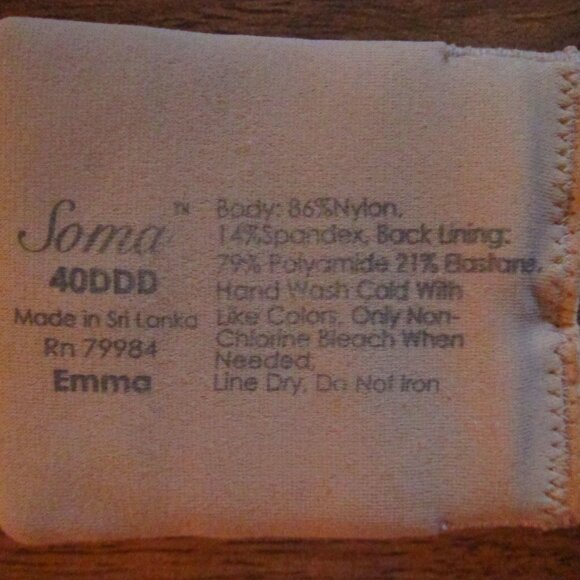 Soma™
40DDD
Made in Sri Lanka
Rn 79984
Emma
Body: 86%Nylon,
14%Spandex, Back Lining:
79% Polyamide 21% Elastane,
Hand Wash Cold With
Like Colors, Only Non-
Chlorine Bleach When
Needed,
Line Dry, Do Not Iron